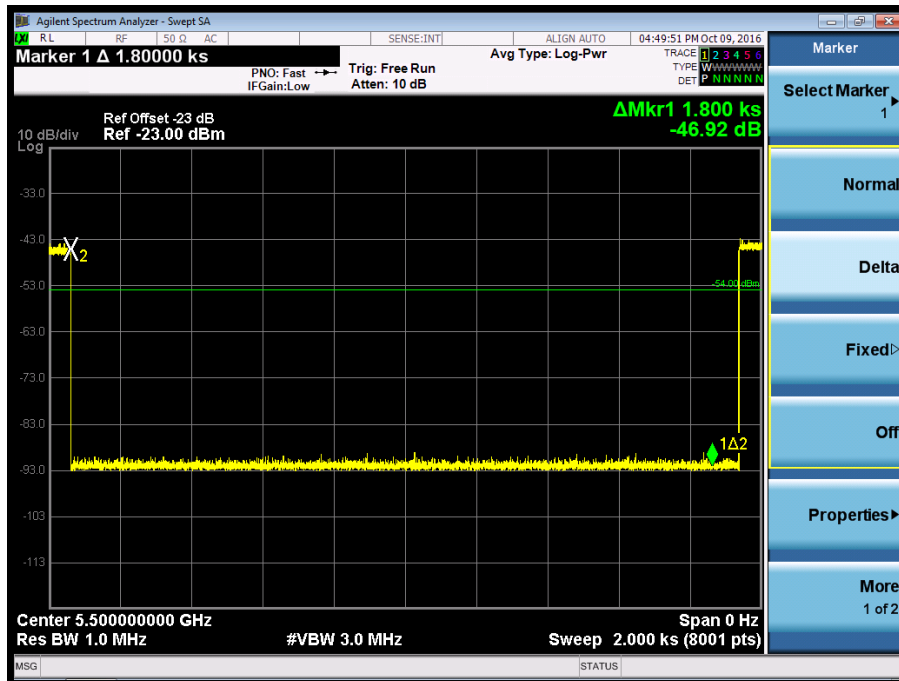 Agilent Spectrum Analyzer - Swept SA
LXI RL RF 50 Ω AC SENSE:INT ALIGN AUTO 04:49:51 PM Oct 09, 2016
Marker 1 Δ 1.80000 ks
PNO: Fast
IFGain:Low
Trig: Free Run
Atten: 10 dB
Avg Type: Log-Pwr
TRACE 1 2 3 4 5 6
TYPE WWWWWW
DET P N N N N N
Ref Offset -23 dB
Ref -23.00 dBm
10 dB/div
Log
ΔMkr1 1.800 ks
-46.92 dB
-33.0
-43.0
2
-53.0
-54.00 dBm
-63.0
-73.0
-83.0
1Δ2
-93.0
-103
-113
Center 5.500000000 GHz
Span 0 Hz
Res BW 1.0 MHz
#VBW 3.0 MHz
Sweep 2.000 ks (8001 pts)
MSG
STATUS
Marker
Select Marker
1
Normal
Delta
Fixed
Off
Properties
More
1 of 2